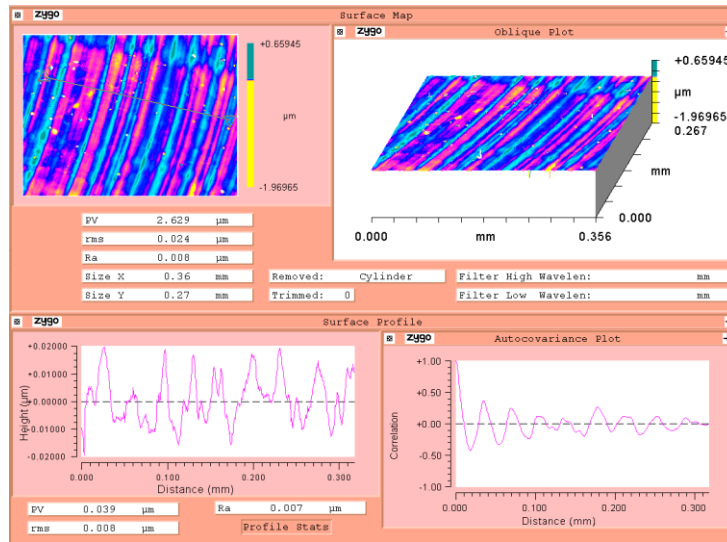 zygo Surface Map
+0.65945
µm
-1.96965
zygo Oblique Plot
+0.65945
µm
-1.96965
0.267
mm
0.000
0.000 mm 0.356
PV 2.629 µm
rms 0.024 µm
Ra 0.008 µm
Size X 0.36 mm
Size Y 0.27 mm
Removed: Cylinder
Trimmed: 0
Filter High Wavelen: mm
Filter Low Wavelen: mm
zygo Surface Profile
+0.02000
+0.01000
+0.00000
-0.01000
-0.02000
Height (µm)
0.000 0.100 0.200 0.300
Distance (mm)
PV 0.039 µm
rms 0.008 µm
Ra 0.007 µm
Profile Stats
zygo Autocovariance Plot
+1.00
+0.50
+0.00
-0.50
-1.00
Correlation
0.000 0.100 0.200 0.300
Distance (mm)